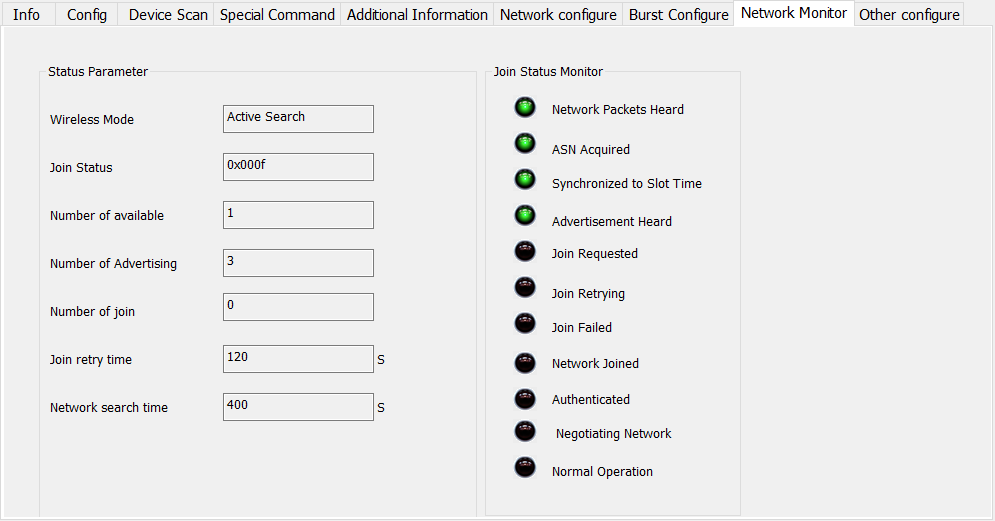 Info Config Device Scan Special Command Additional Information Network configure Burst Configure Network Monitor Other configure
Status Parameter
Wireless Mode Active Search
Join Status 0x000f
Number of available 1
Number of Advertising 3
Number of join 0
Join retry time 120 S
Network search time 400 S
Join Status Monitor
Network Packets Heard
ASN Acquired
Synchronized to Slot Time
Advertisement Heard
Join Requested
Join Retrying
Join Failed
Network Joined
Authenticated
Negotiating Network
Normal Operation